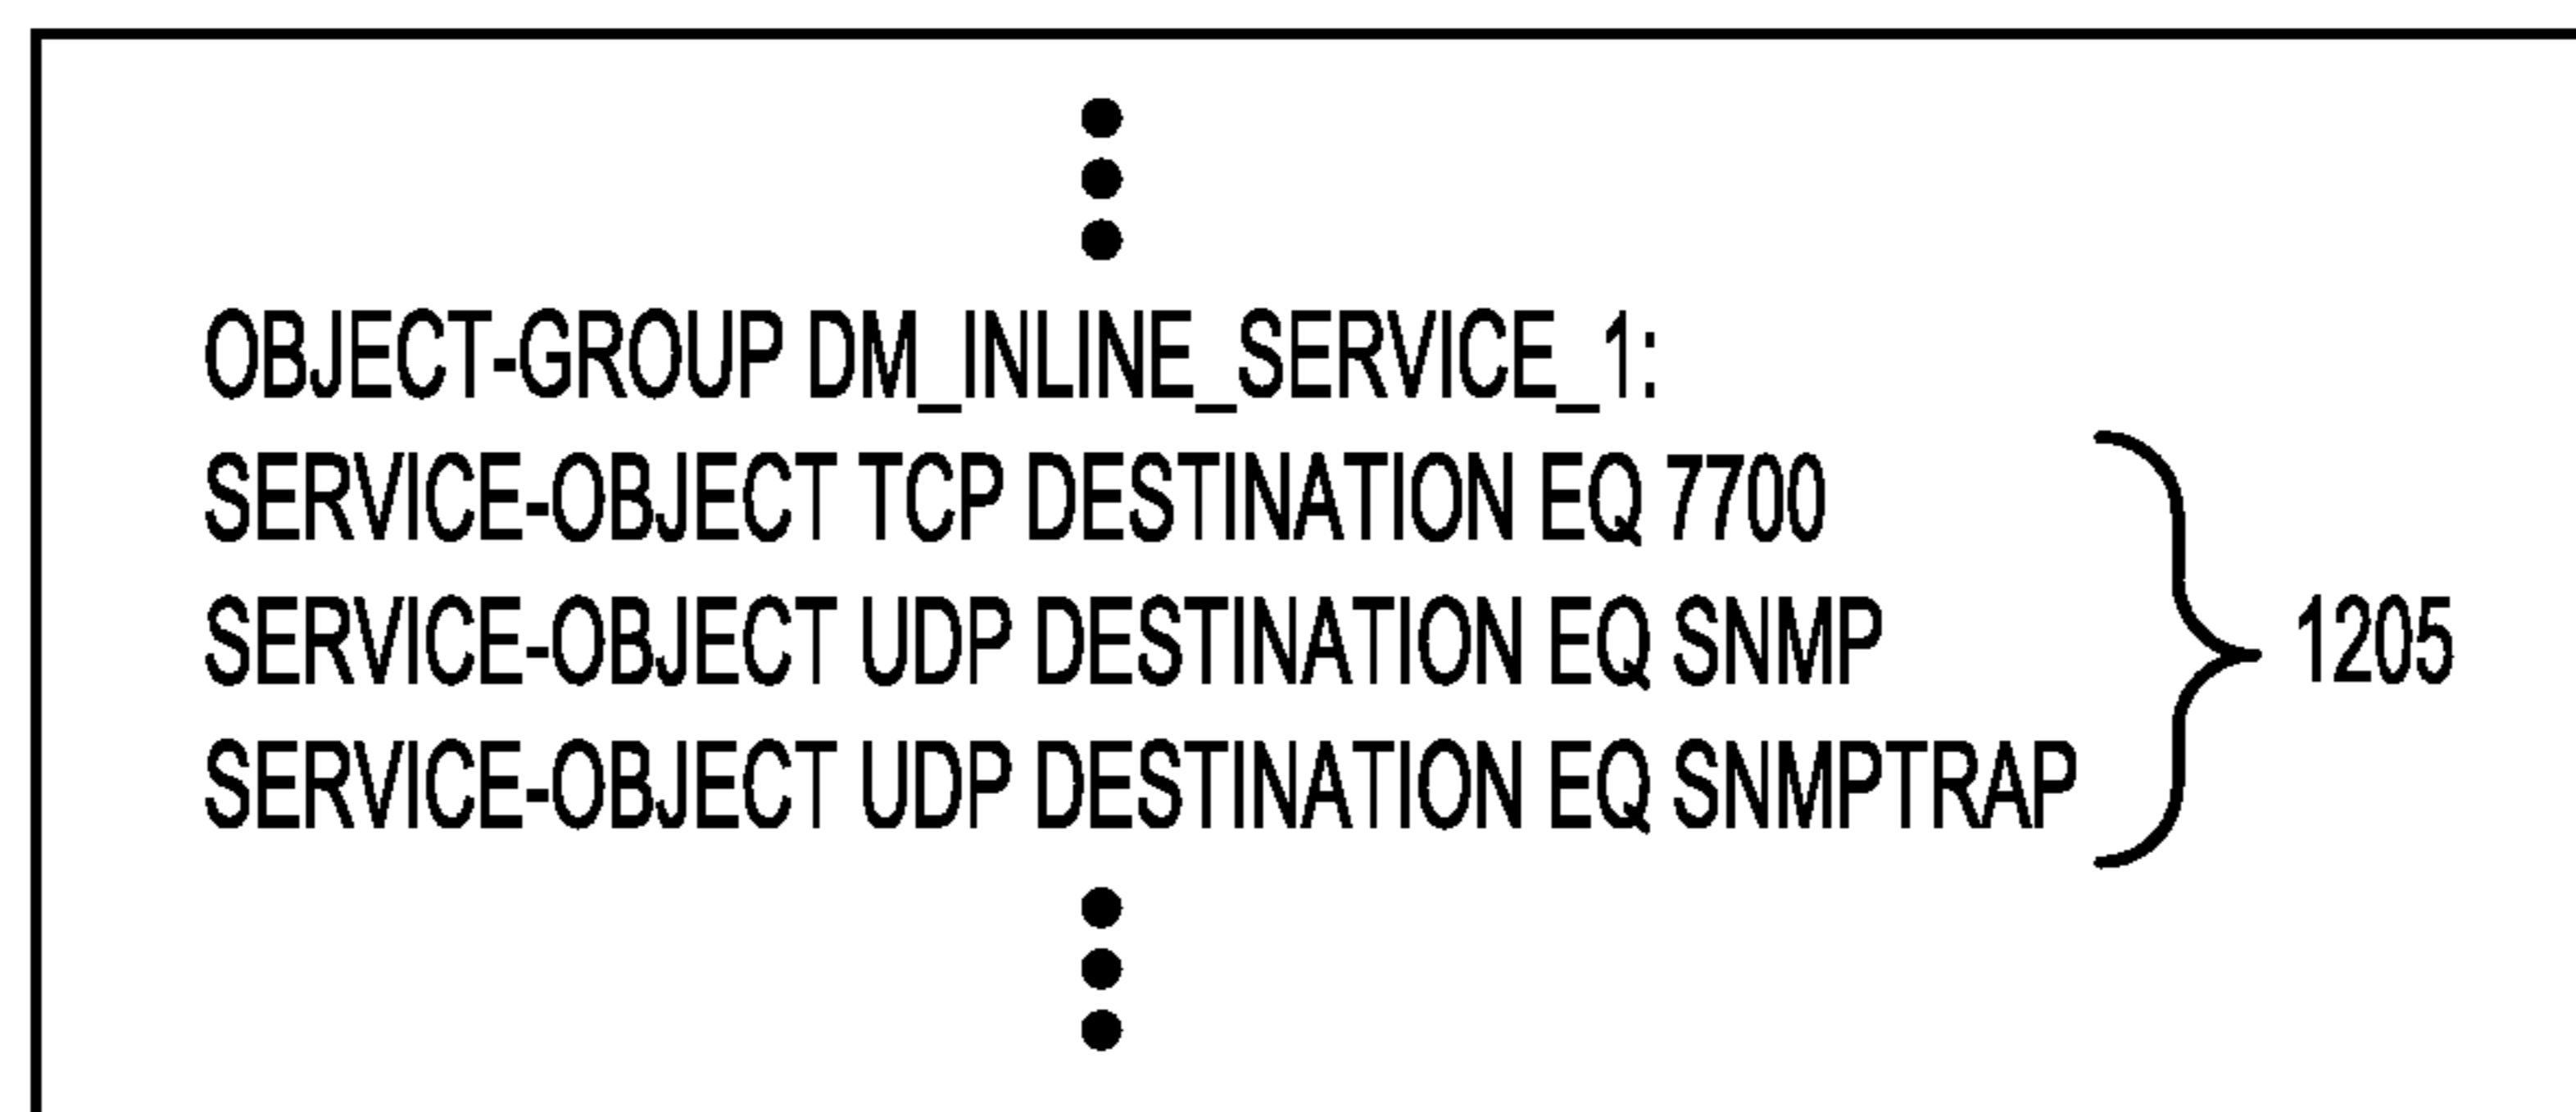 OBJECT-GROUP DM_INLINE_SERVICE_1:
SERVICE-OBJECT TCP DESTINATION EQ 7700
SERVICE-OBJECT UDP DESTINATION EQ SNMP
SERVICE-OBJECT UDP DESTINATION EQ SNMPTRAP
1205